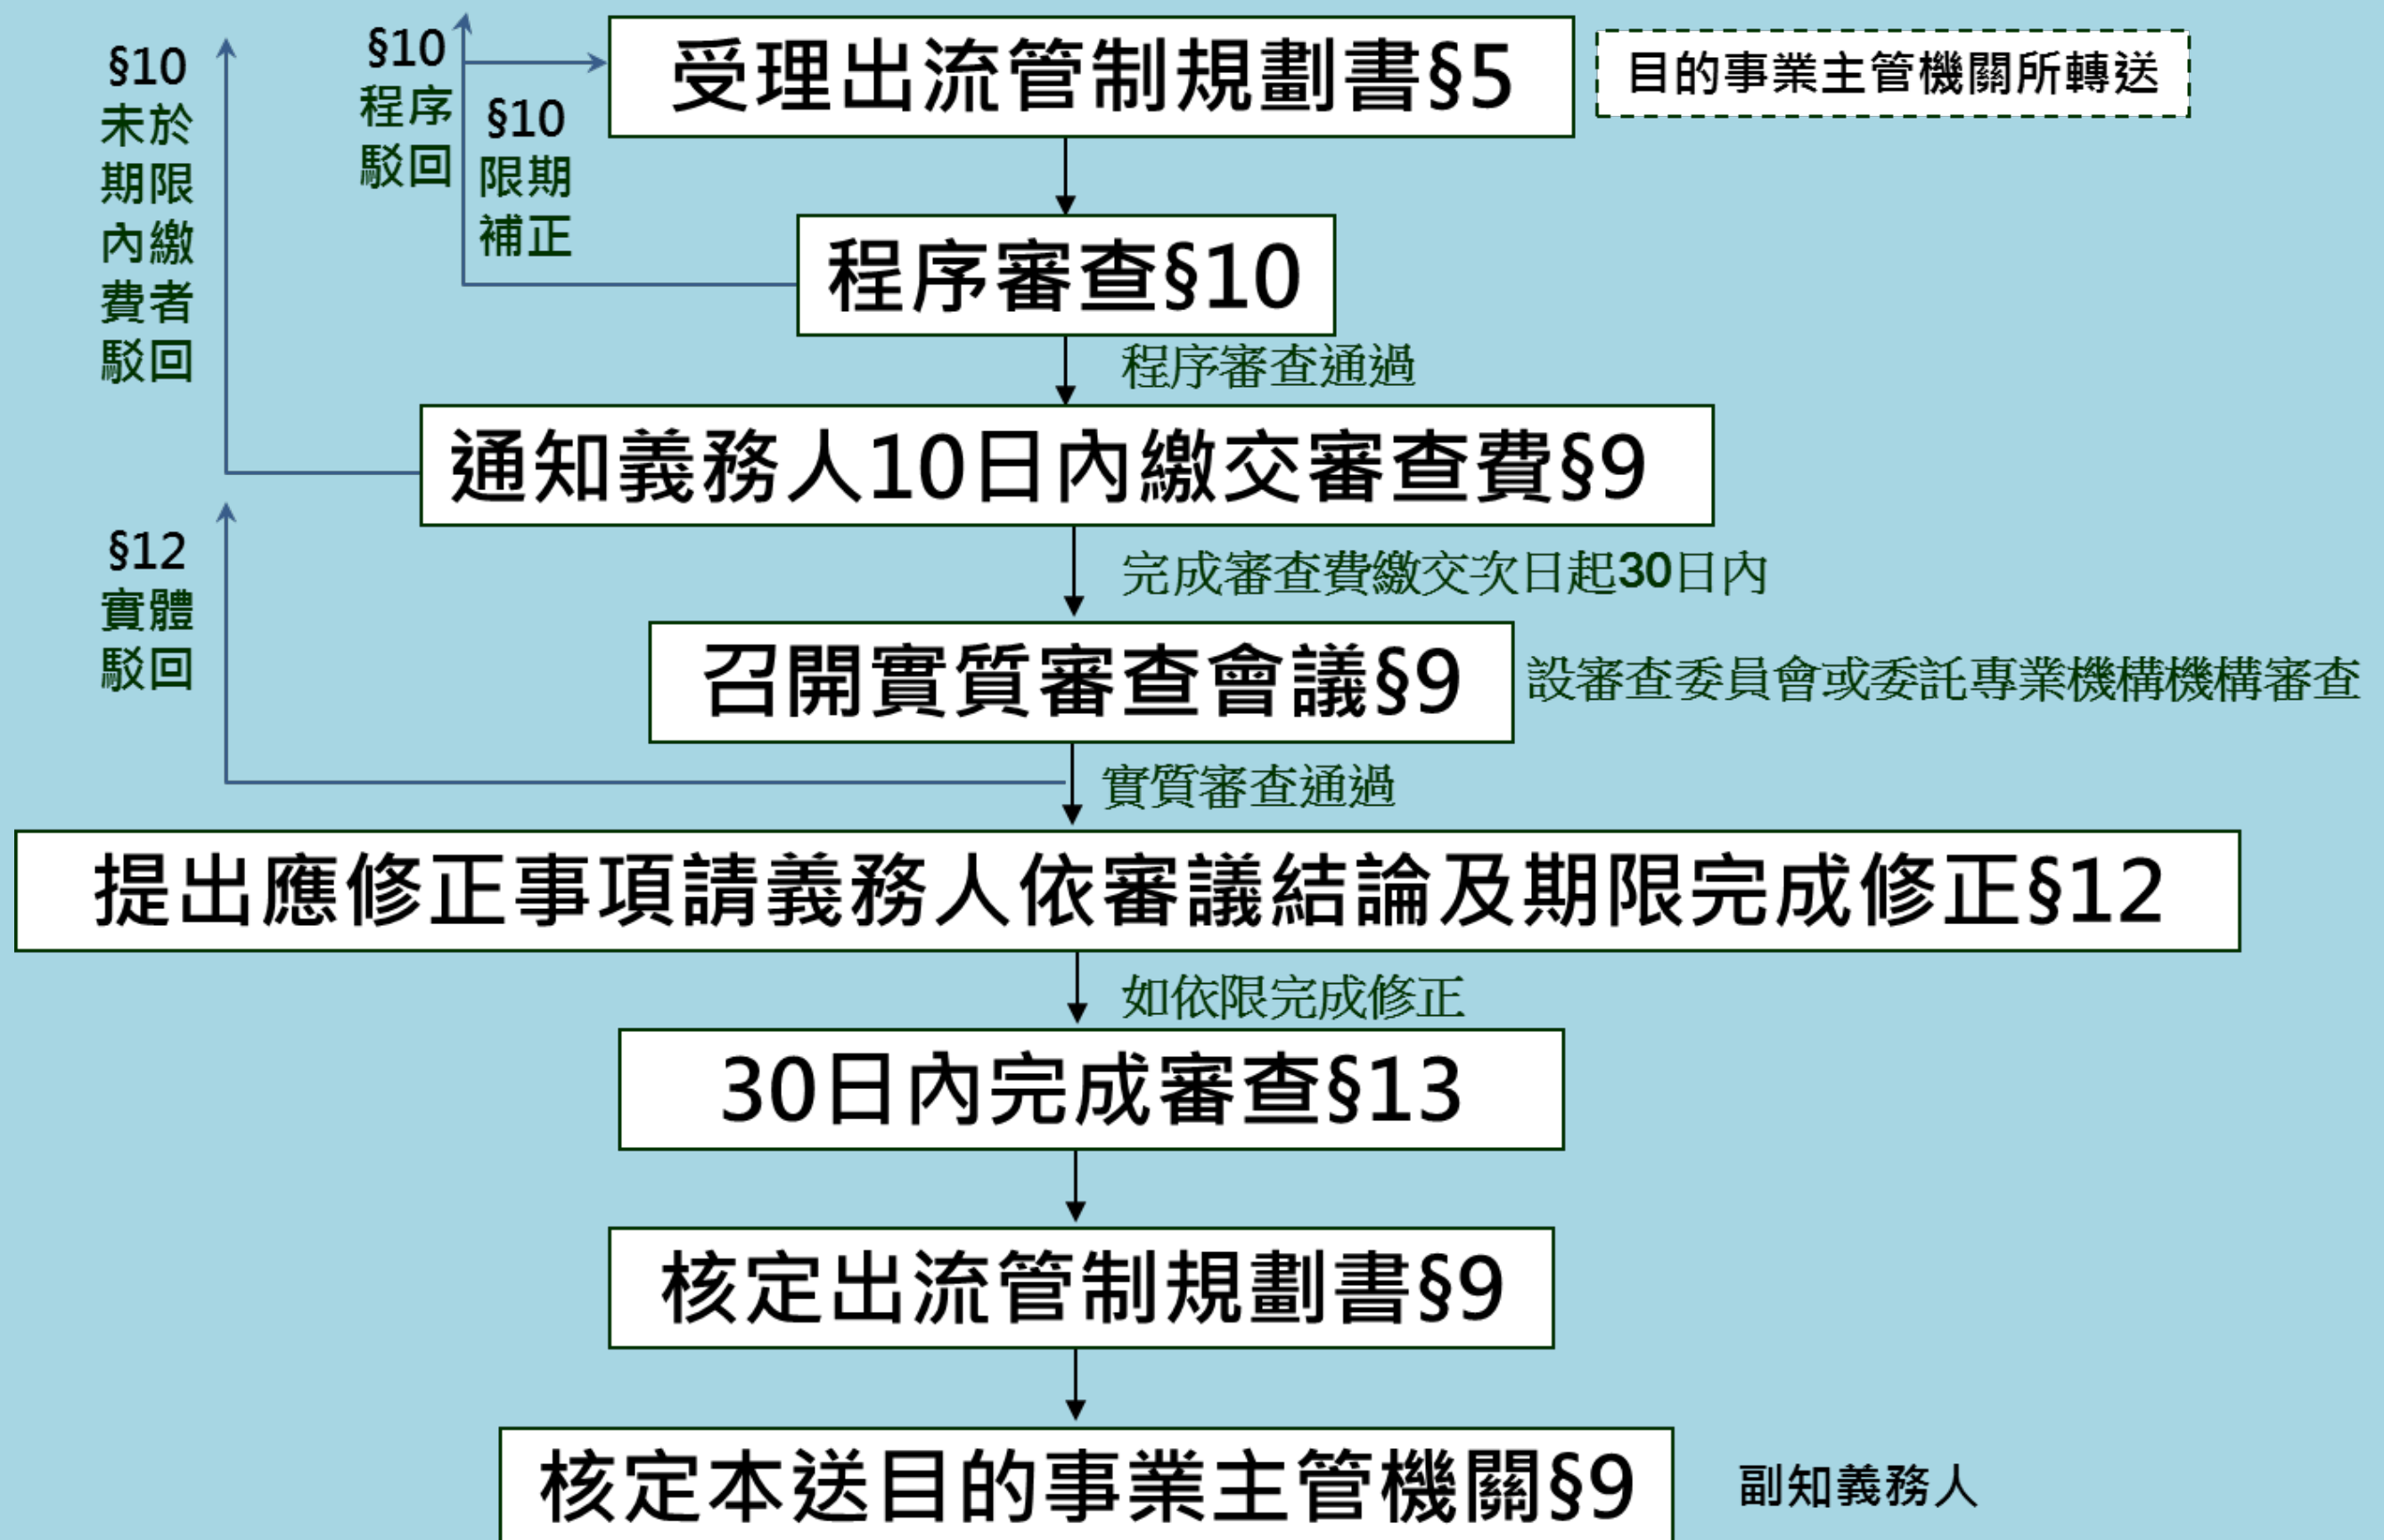 受理出流管制規劃書§5
目的事業主管機關所轉送
§10
未於
期限
內繳
費者
駁回
§10
程序
駁回
§10
限期
補正
程序審查§10
程序審查通過
通知義務人10日內繳交審查費§9
完成審查費繳交次日起30日內
§12
實體
駁回
召開實質審查會議§9
設審查委員會或委託專業機構機構審查
實質審查通過
提出應修正事項請義務人依審議結論及期限完成修正§12
如依限完成修正
30日內完成審查§13
核定出流管制規劃書§9
核定本送目的事業主管機關§9
副知義務人